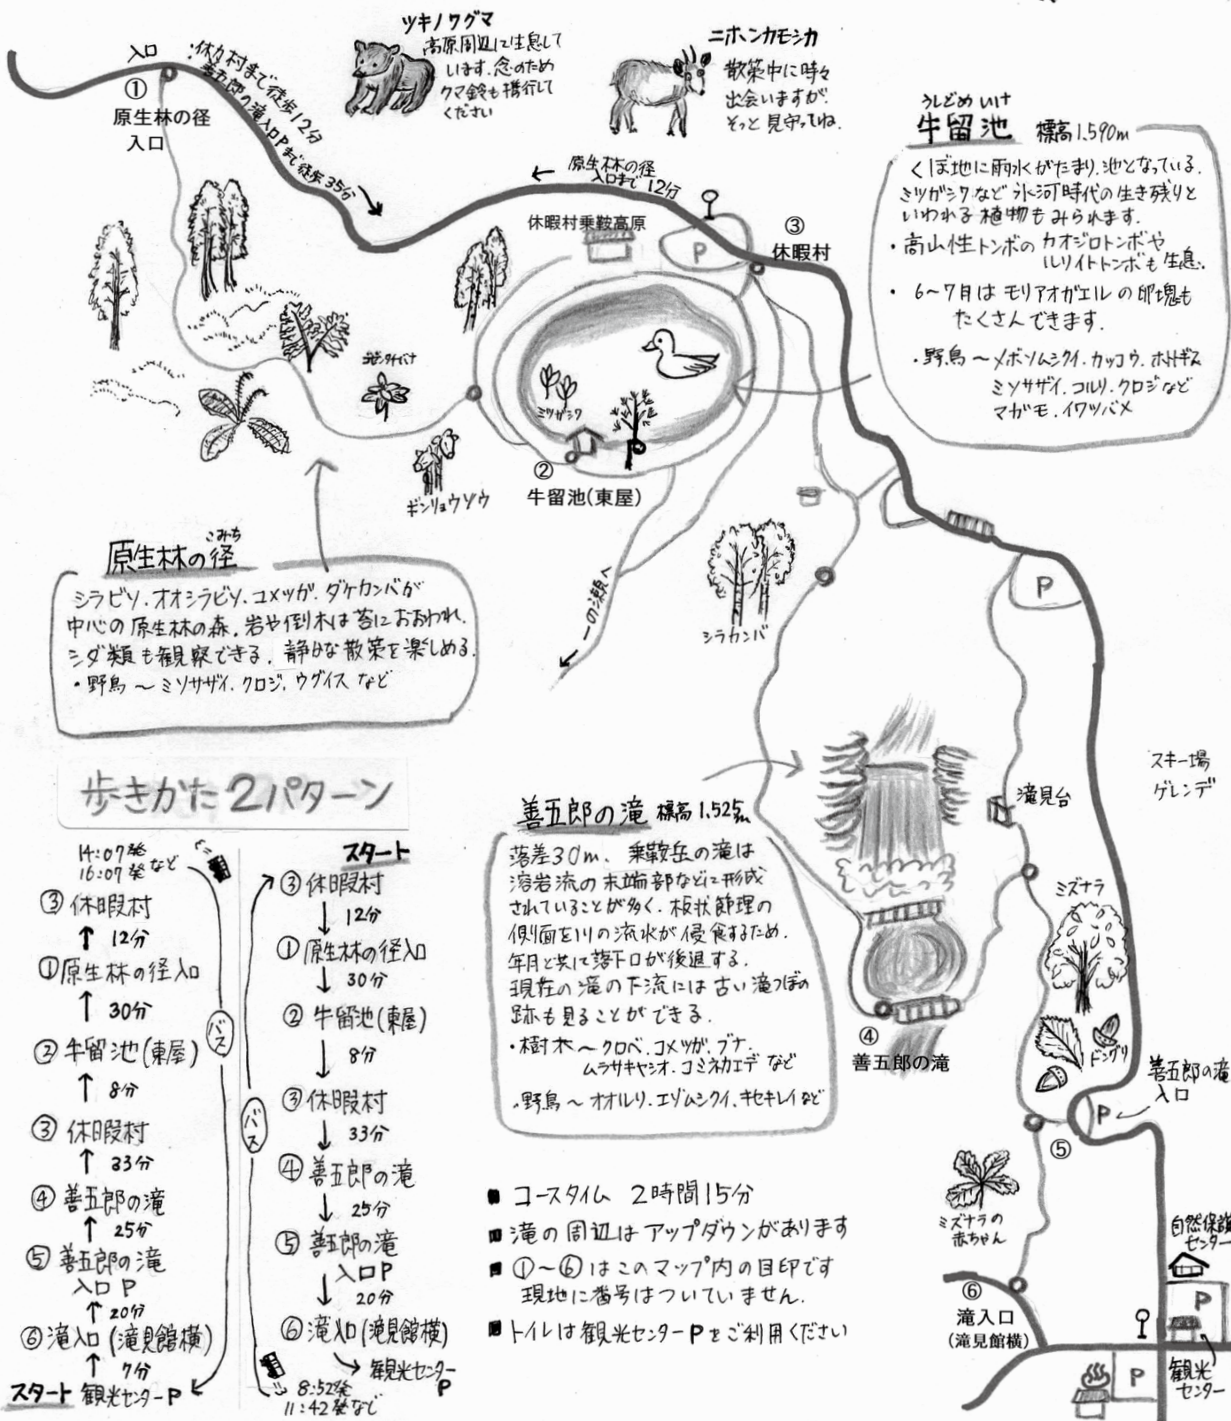 ツキノワグマ
高原周辺に生息して
います.念のため
クマ鈴も携行して
ください
ニホンカモシカ
散策中に時々
出会いますが.
そっと見守ってね.
うしどめいけ
牛留池 標高1.590m
くぼ地に雨水がたまり.池となっている.
ミツガシワなど氷河時代の生き残りと
いわれる植物もみられます.
・高山性トンボのカオジロトンボや
ルリイトトンボも生息.
・6〜7月はモリアオガエルの卵塊も
たくさんできます.
・野鳥〜メボソムシクイ.カッコウ.ホトトギス
ミソサザイ.コルリ.クロジなど
マガモ.イワツバメ
入口
①
原生林の径
入口
・休カ村まで徒歩12分
・善五郎の滝入口Pまで徒歩35分
原生林の径
入口まで12分
休暇村乗鞍高原
P
③
休暇村
ミツガシワ
②
牛留池(東屋)
ギンリョウソウ
一の瀬へ
シラカンバ
P
こみち
原生林の径
シラビソ.オオシラビソ.コメツガ.ダケカンバが
中心の原生林の森.岩や倒木は苔におおわれ.
シダ類も観察できる.静かな散策を楽しめる.
・野鳥〜ミソサザイ.クロジ.ウグイスなど
スキー場
ゲレンデ
滝見台
ミズナラ
ドングリ
善五郎の滝 標高1.525m
落差30m.乗鞍岳の滝は
溶岩流の末端部などに形成
されていることが多く.板状節理の
側面を川の流水が侵食するため.
年月と共に落下口が後退する.
現在の滝の下流には古い滝つぼの
跡も見ることができる.
・樹木〜クロベ.コメツガ.ブナ.
ムラサキヤシオ.コミネカエデなど
・野鳥〜オオルリ.エゾムシクイ.キセキレイなど
④
善五郎の滝
善五郎の滝
入口
P
⑤
ミズナラの
赤ちゃん
⑥
滝入口
(滝見館横)
自然保護
センター
P
観光
センター
P
歩きかた2パターン
14:07発
16:07発など
③休暇村
↑12分
①原生林の径入口
↑30分
②牛留池(東屋)
↑8分
③休暇村
↑33分
④善五郎の滝
↑25分
⑤善五郎の滝
入口P
↑20分
⑥滝入口(滝見館横)
↑7分
スタート 観光センターP
バス
スタート
③休暇村
↓12分
①原生林の径入口
↓30分
②牛留池(東屋)
↓8分
③休暇村
↓33分
④善五郎の滝
↓25分
⑤善五郎の滝
入口P
↓20分
⑥滝入口(滝見館横)
→観光センター
P
バス
8:52発
11:42発など
■コースタイム 2時間15分
■滝の周辺はアップダウンがあります
■①〜⑥はこのマップ内の目印です
現地に番号はついていません.
■トイレは観光センターPをご利用ください